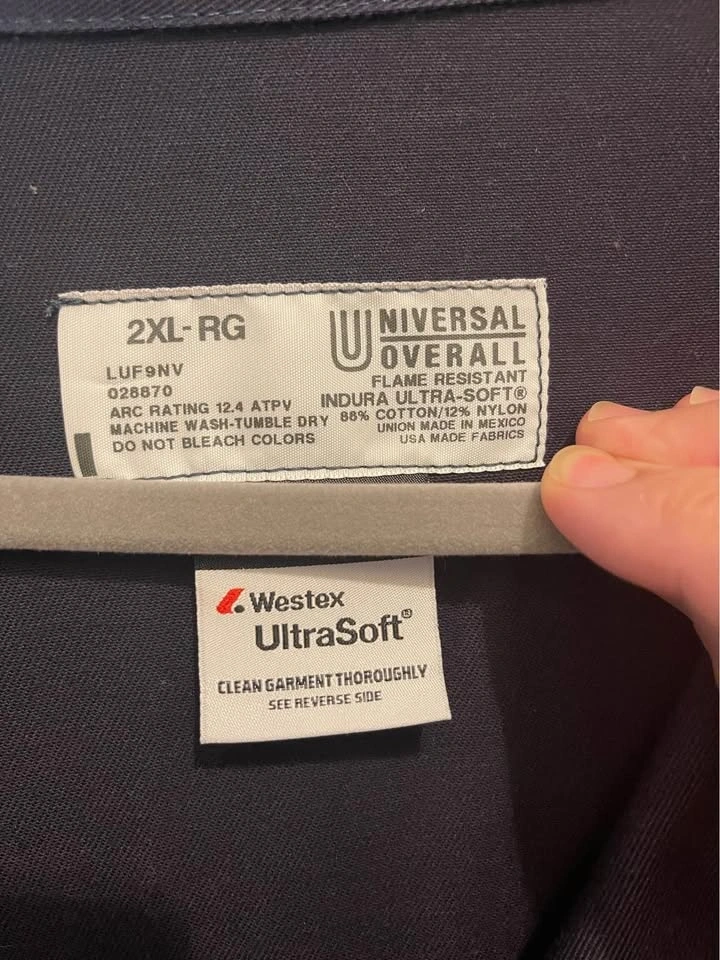 2XL-RG
LUF9NV
028870
ARC RATING 12.4 ATPV
MACHINE WASH-TUMBLE DRY
DO NOT BLEACH COLORS
UNIVERSAL
OVERALL
FLAME RESISTANT
INDURA ULTRA-SOFT®
88% COTTON/12% NYLON
UNION MADE IN MEXICO
USA MADE FABRICS
Westex
UltraSoft®
CLEAN GARMENT THOROUGHLY
SEE REVERSE SIDE